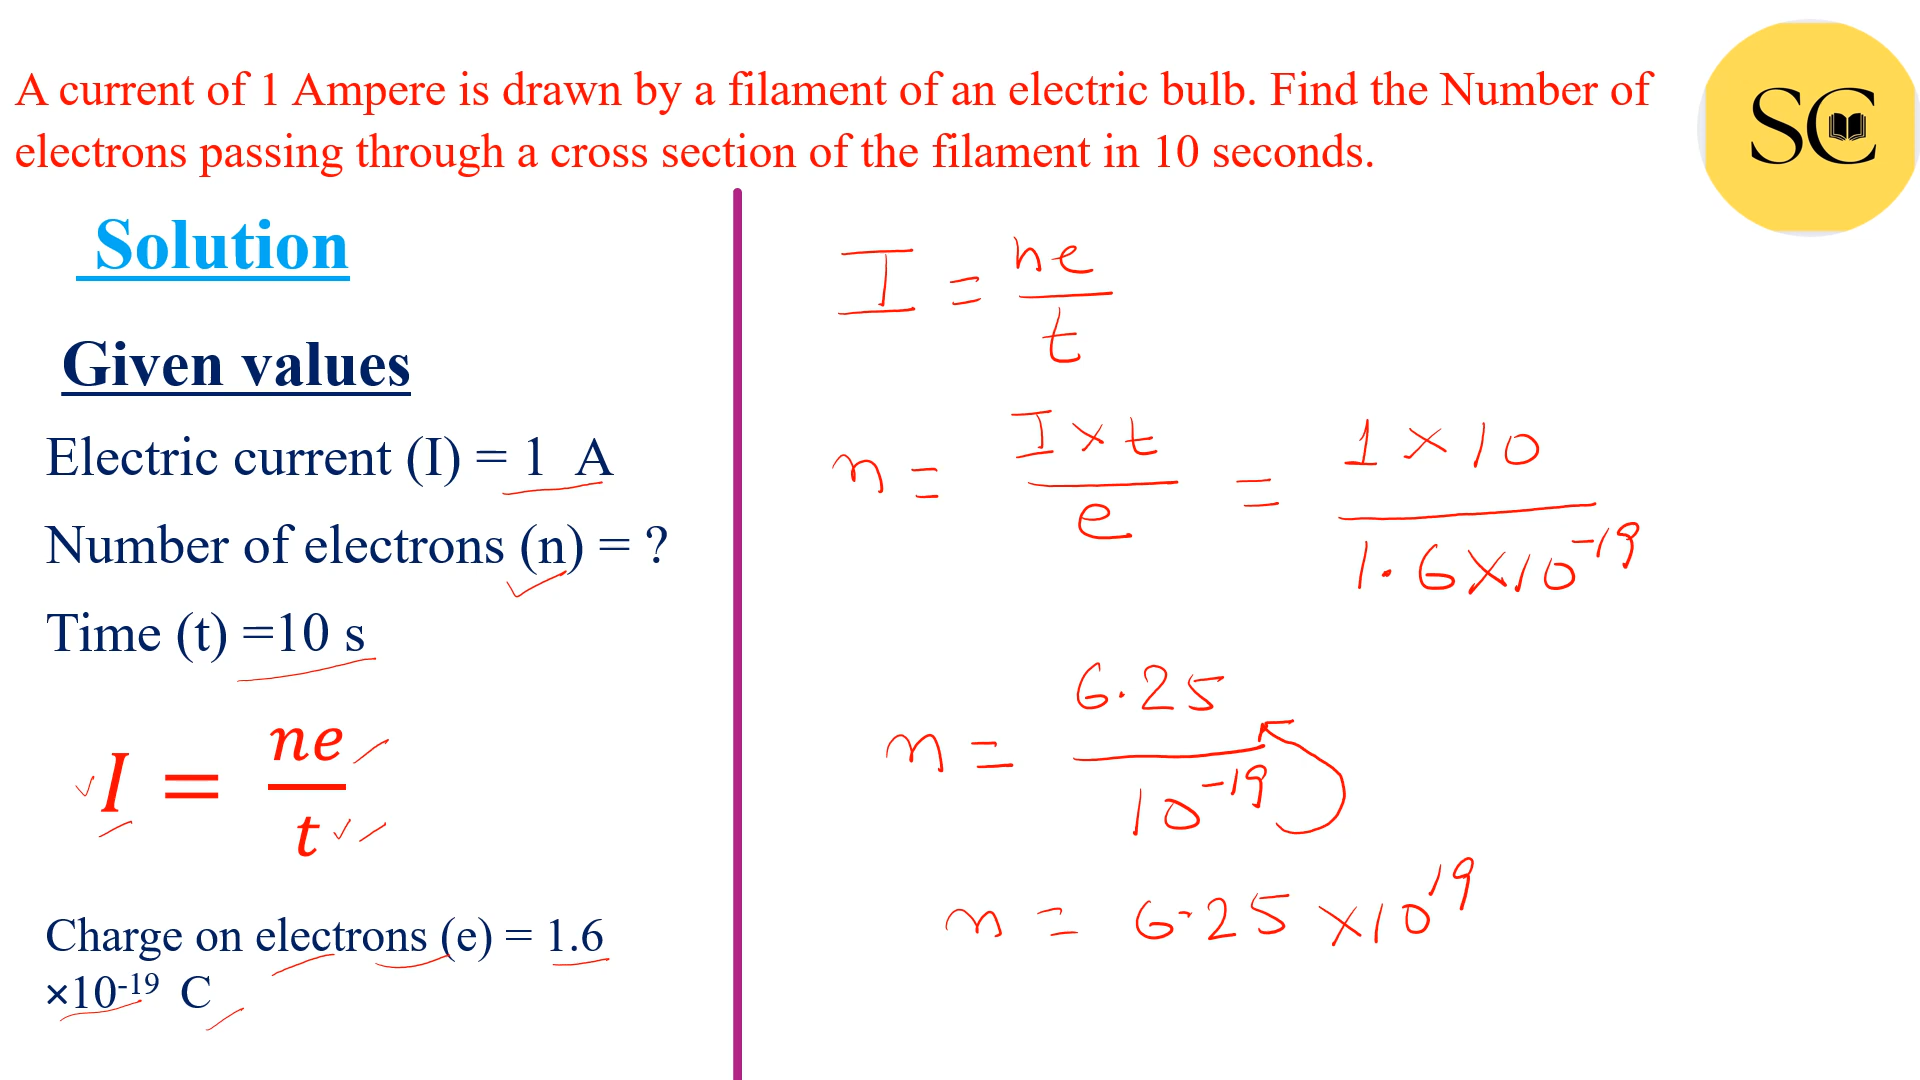 A current of 1 Ampere is drawn by a filament of an electric bulb. Find the Number of
electrons passing through a cross section of the filament in 10 seconds.
SC
Solution
Given values
Electric current (I) = 1 A
Number of electrons (n) = ?
Time (t) =10 s
I = ne/t
Charge on electrons (e) = 1.6
×10⁻¹⁹ C
I = ne/t
n = I×t/e = 1×10/1.6×10⁻¹⁹
n = 6.25/10⁻¹⁹
n = 6.25×10¹⁹